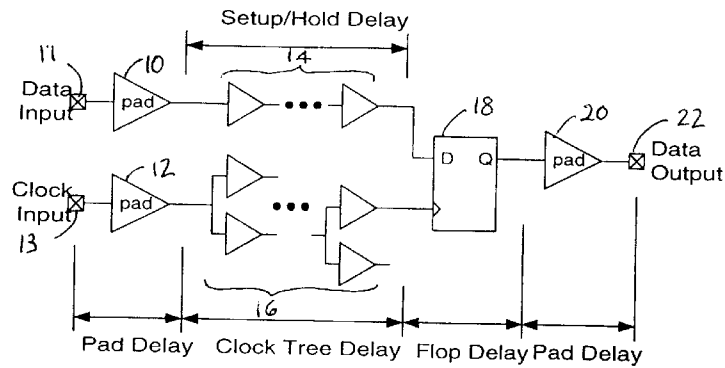 Setup/Hold Delay
11
10
14
Data
Input
pad
18
20
22
D Q
pad
Data
Output
12
Clock
Input
pad
13
16
Pad Delay
Clock Tree Delay
Flop Delay
Pad Delay